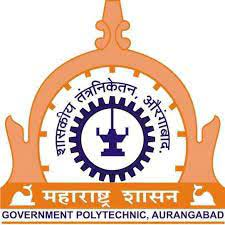 शासकीय तंत्रनिकेतन, औरंगाबाद.
महाराष्ट्र शासन
GOVERNMENT POLYTECHNIC, AURANGABAD